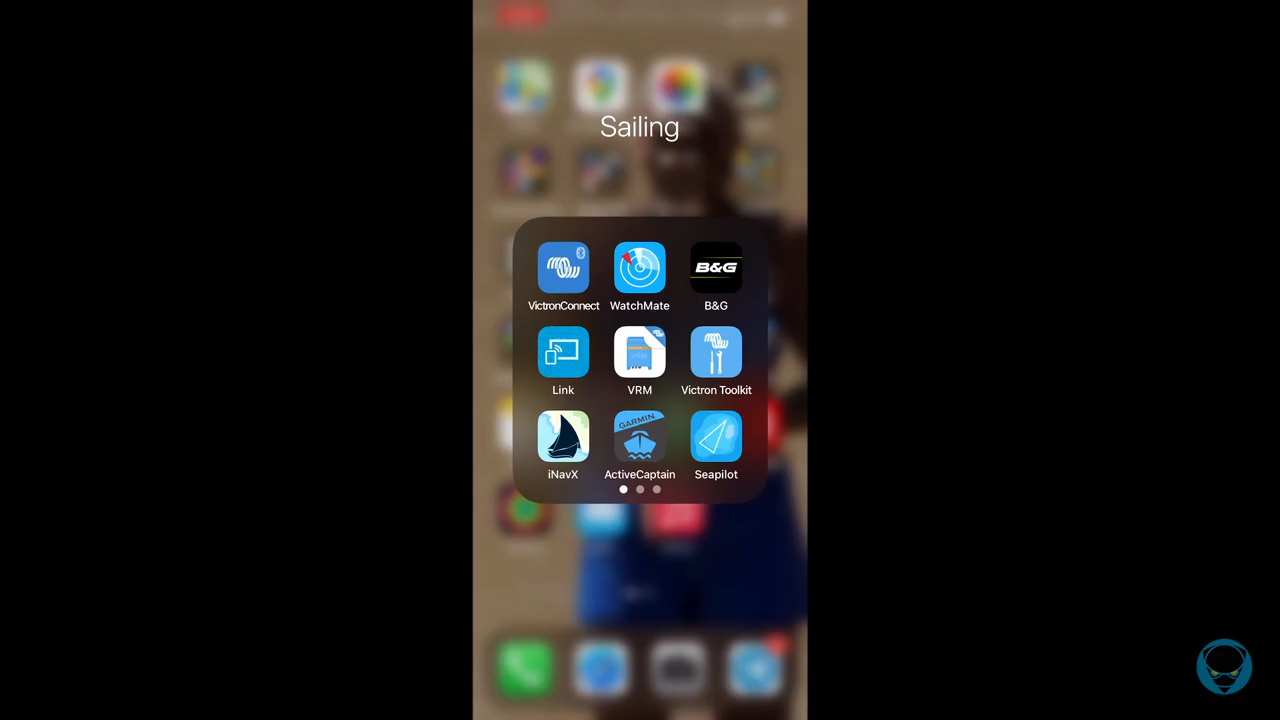 Sailing
VictronConnect
WatchMate
B&G
B&G
Link
VRM
Victron Toolkit
GARMIN
iNavX
ActiveCaptain
Seapilot